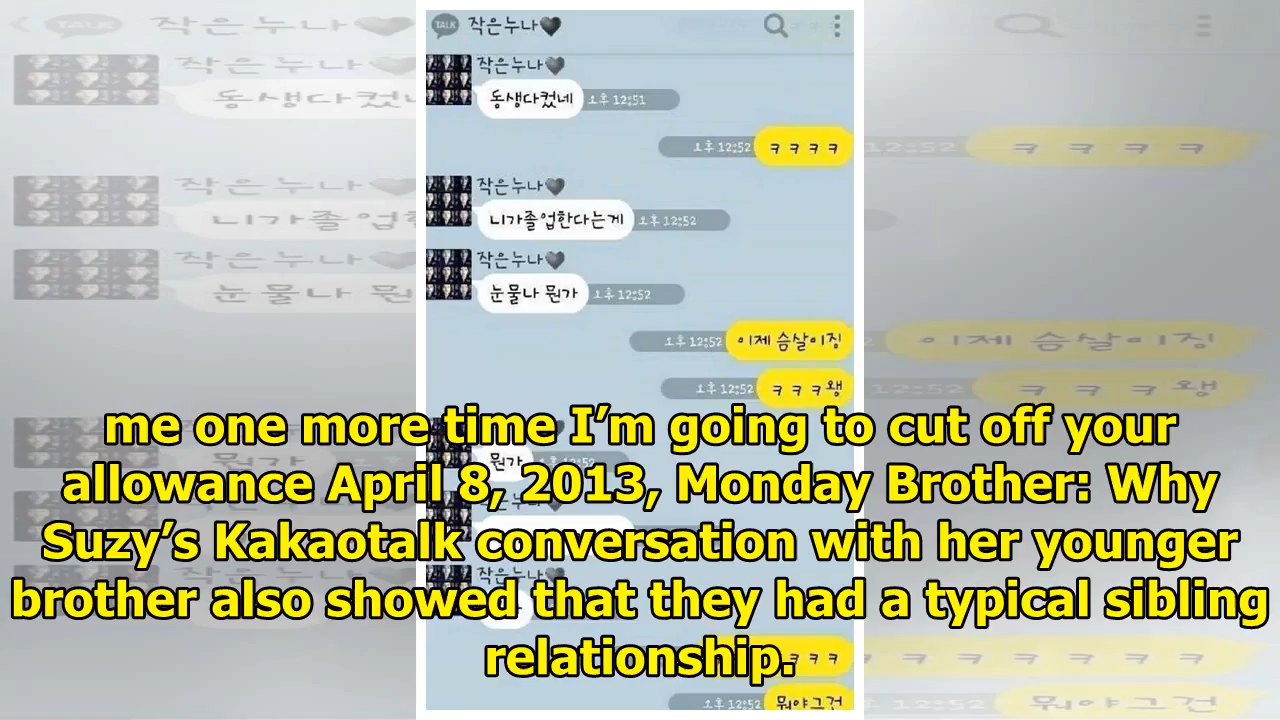 TALK 작은누나🖤
작은누나🖤
동생다컸네 오후 12:51
오후 12:52 ㅋㅋㅋㅋ
작은누나🖤
니가졸업한다는게 오후 12:52
작은누나🖤
눈물나 뭔가 오후 12:52
오후 12:52 이제 슴살이징
오후 12:52 ㅋㅋㅋ왱
me one more time I’m going to cut off your
뭔가
allowance April 8, 2013, Monday Brother: Why
Suzy’s Kakaotalk conversation with her younger
작은누나
brother also showed that they had a typical sibling
relationship.
ㅋㅋㅋ
오후 12:52 뭐야그건